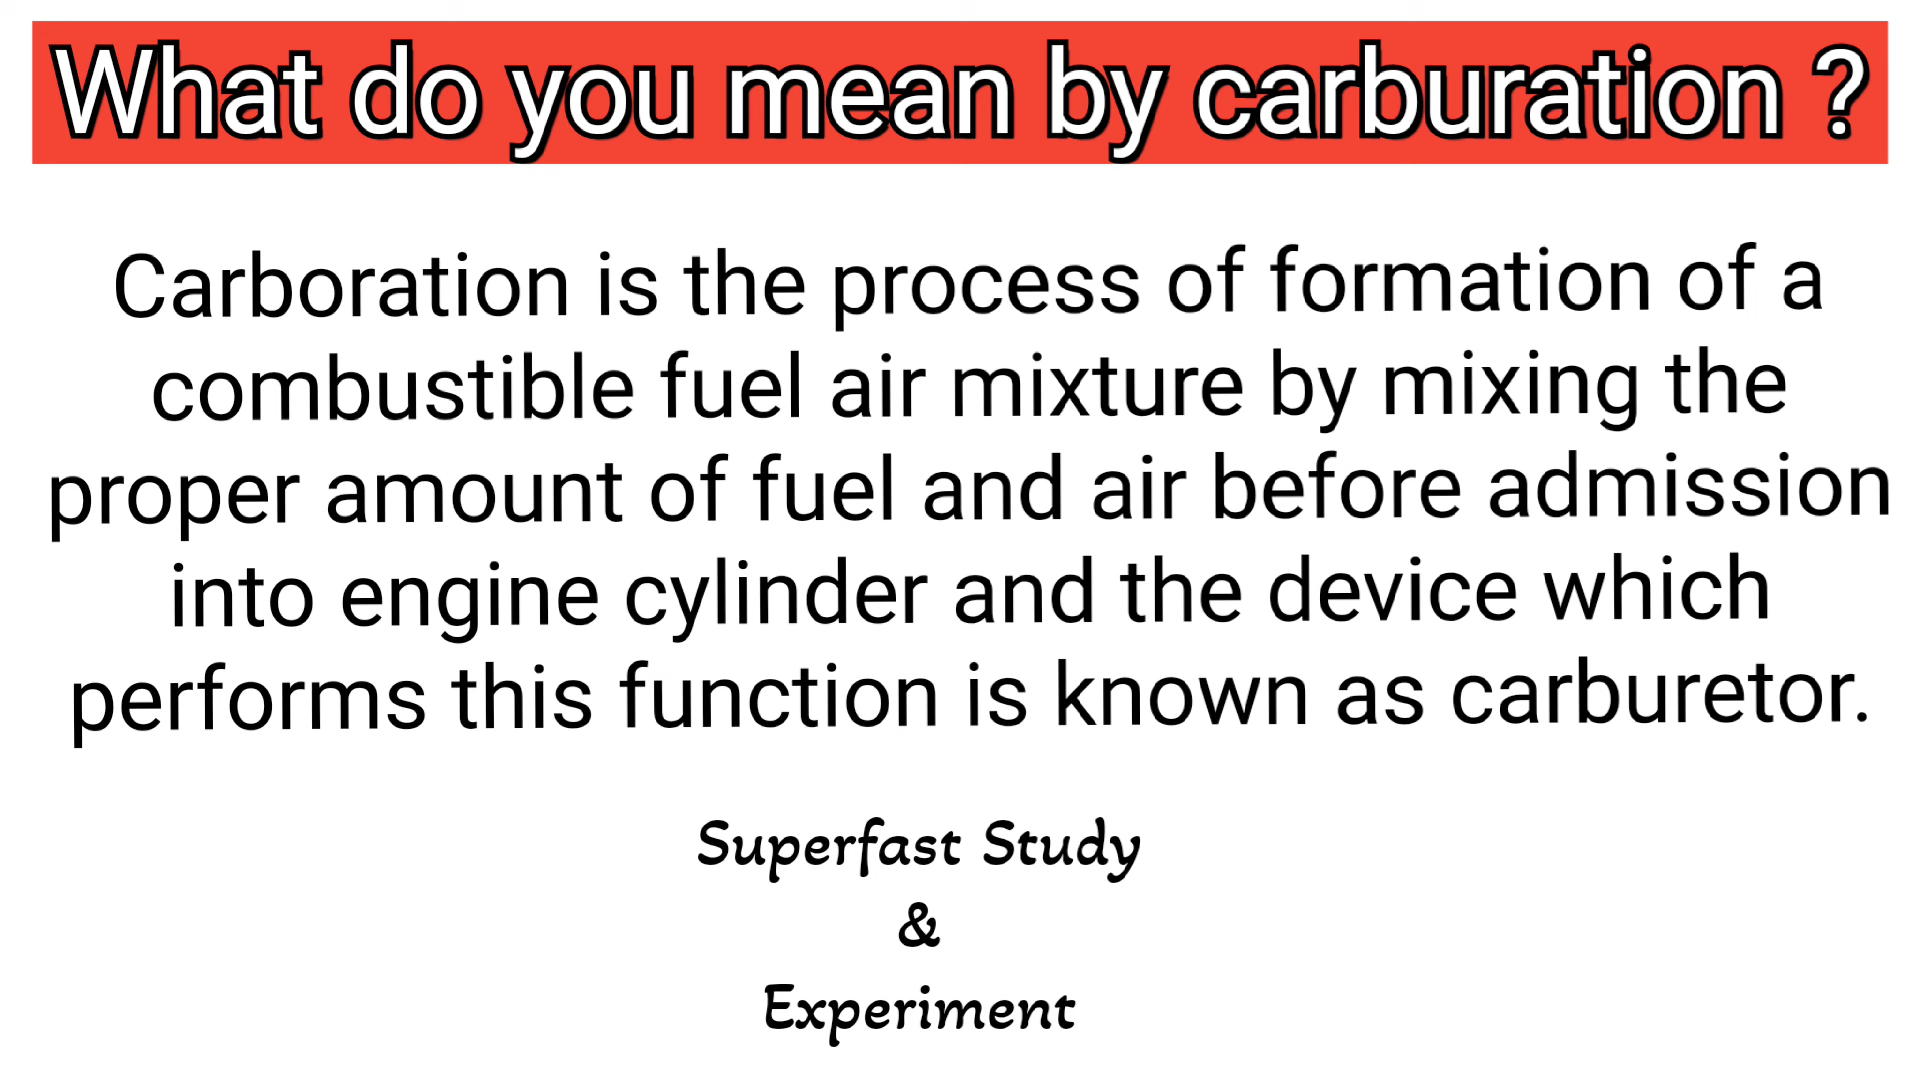 What do you mean by carburation ?
Carboration is the process of formation of a
combustible fuel air mixture by mixing the
proper amount of fuel and air before admission
into engine cylinder and the device which
performs this function is known as carburetor.
Superfast Study
&
Experiment